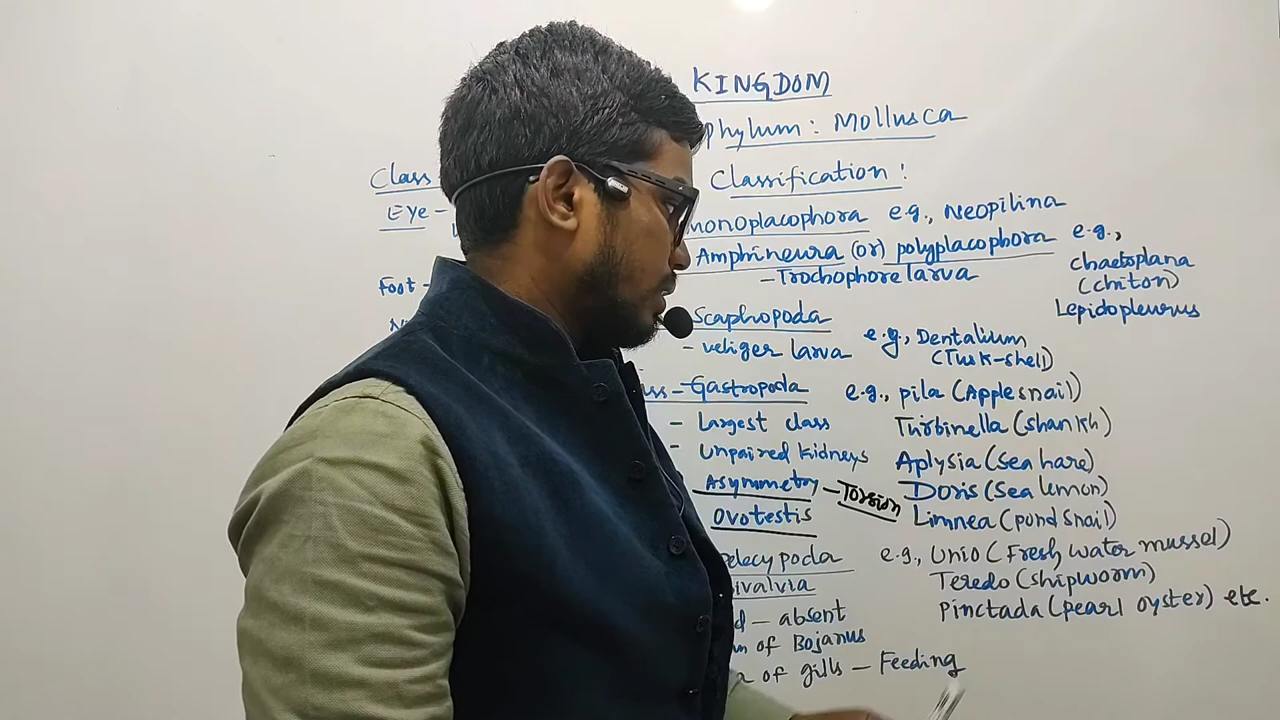 KINGDOM
phylum: Mollusca
Class
Classification:
Eye -
monoplacophora e.g., Neopilina
Amphineura (or) polyplacophora e.g.,
- Trochophore larva chaetoplana
(chiton)
Foot -
Lepidopleurus
Scaphopoda
- veliger larva e.g., Dentalium
(Tusk-shell)
ass - Gastropoda e.g., pila (Apple snail)
- Largest class Turbinella (shankh)
- Unpaired kidneys Aplysia (sea hare)
Asymmetry - Torsion Doris (Sea lemon)
Ovotestis Limnea (pond snail)
elecypoda e.g., Unio (Fresh water mussel)
ivalvia Teredo (shipworm)
d - absent Pinctada (pearl oyster) etc.
n of Bojanus
a of gills - Feeding